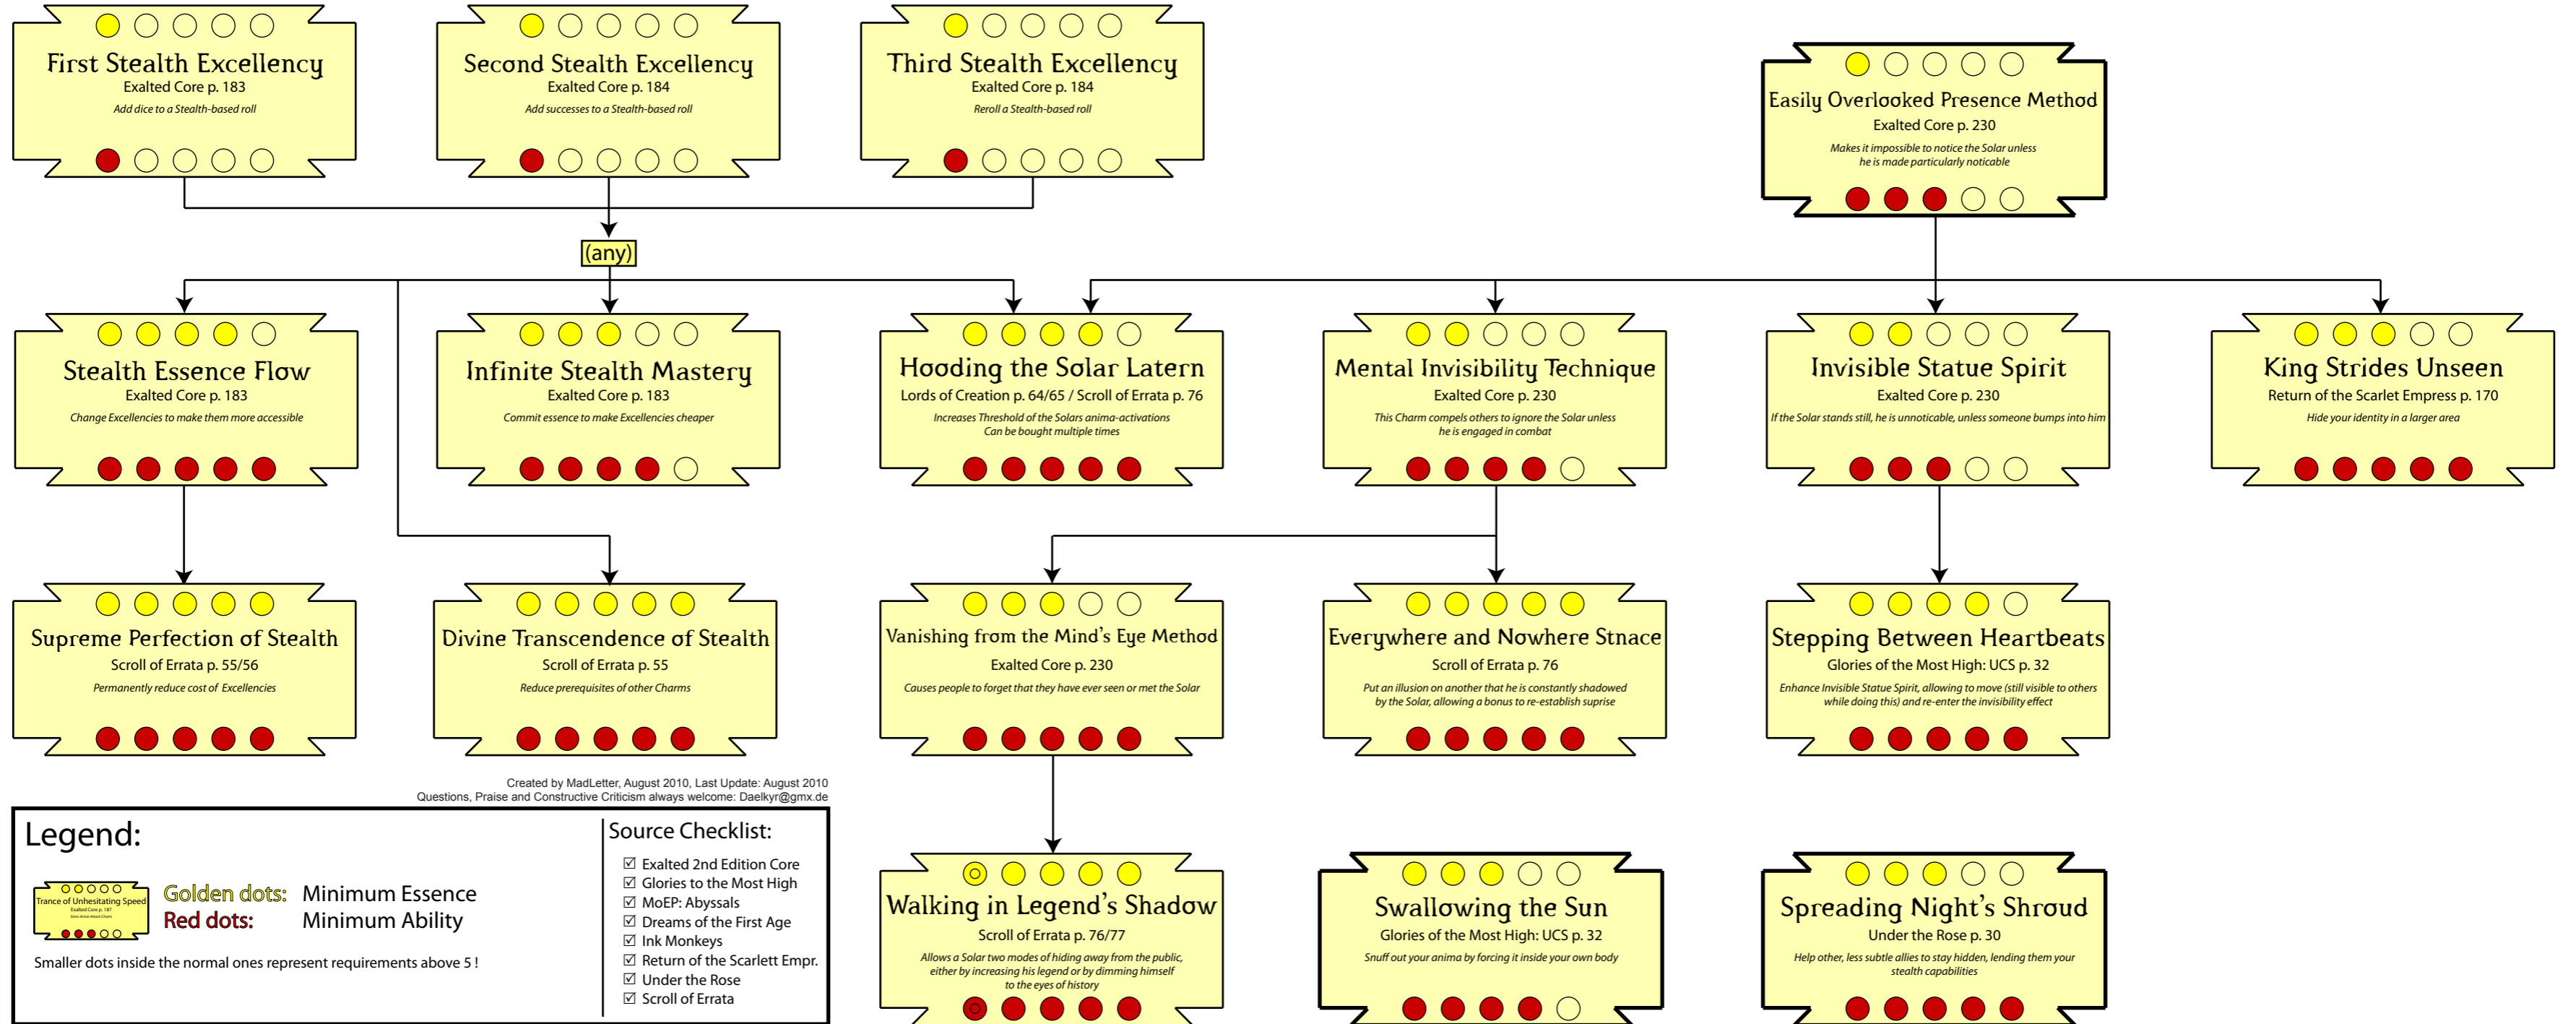 First Stealth Excellency
Exalted Core p. 183
Add dice to a Stealth-based roll
Second Stealth Excellency
Exalted Core p. 184
Add successes to a Stealth-based roll
Third Stealth Excellency
Exalted Core p. 184
Reroll a Stealth-based roll
Easily Overlooked Presence Method
Exalted Core p. 230
Makes it impossible to notice the Solar unless
he is made particularly noticable
(any)
Stealth Essence Flow
Exalted Core p. 183
Change Excellencies to make them more accessible
Infinite Stealth Mastery
Exalted Core p. 183
Commit essence to make Excellencies cheaper
Hooding the Solar Latern
Lords of Creation p. 64/65 / Scroll of Errata p. 76
Increases Threshold of the Solars anima-activations
Can be bought multiple times
Mental Invisibility Technique
Exalted Core p. 230
This Charm compels others to ignore the Solar unless
he is engaged in combat
Invisible Statue Spirit
Exalted Core p. 230
If the Solar stands still, he is unnoticable, unless someone bumps into him
King Strides Unseen
Return of the Scarlet Empress p. 170
Hide your identity in a larger area
Supreme Perfection of Stealth
Scroll of Errata p. 55/56
Permanently reduce cost of Excellencies
Divine Transcendence of Stealth
Scroll of Errata p. 55
Reduce prerequisites of other Charms
Vanishing from the Mind's Eye Method
Exalted Core p. 230
Causes people to forget that they have ever seen or met the Solar
Everywhere and Nowhere Stnace
Scroll of Errata p. 76
Put an illusion on another that he is constantly shadowed
by the Solar, allowing a bonus to re-establish suprise
Stepping Between Heartbeats
Glories of the Most High: UCS p. 32
Enhance Invisible Statue Spirit, allowing to move (still visible to others
while doing this) and re-enter the invisibility effect
Created by MadLetter, August 2010, Last Update: August 2010
Questions, Praise and Constructive Criticism always welcome: Daelkyr@gmx.de
Legend:
Trance of Unhesitating Speed
Exalted Core p. 187
Golden dots: Minimum Essence
Red dots: Minimum Ability
Smaller dots inside the normal ones represent requirements above 5 !
Source Checklist:
☑ Exalted 2nd Edition Core
☑ Glories to the Most High
☑ MoEP: Abyssals
☑ Dreams of the First Age
☑ Ink Monkeys
☑ Return of the Scarlett Empr.
☑ Under the Rose
☑ Scroll of Errata
Walking in Legend's Shadow
Scroll of Errata p. 76/77
Allows a Solar two modes of hiding away from the public,
either by increasing his legend or by dimming himself
to the eyes of history
Swallowing the Sun
Glories of the Most High: UCS p. 32
Snuff out your anima by forcing it inside your own body
Spreading Night's Shroud
Under the Rose p. 30
Help other, less subtle allies to stay hidden, lending them your
stealth capabilities